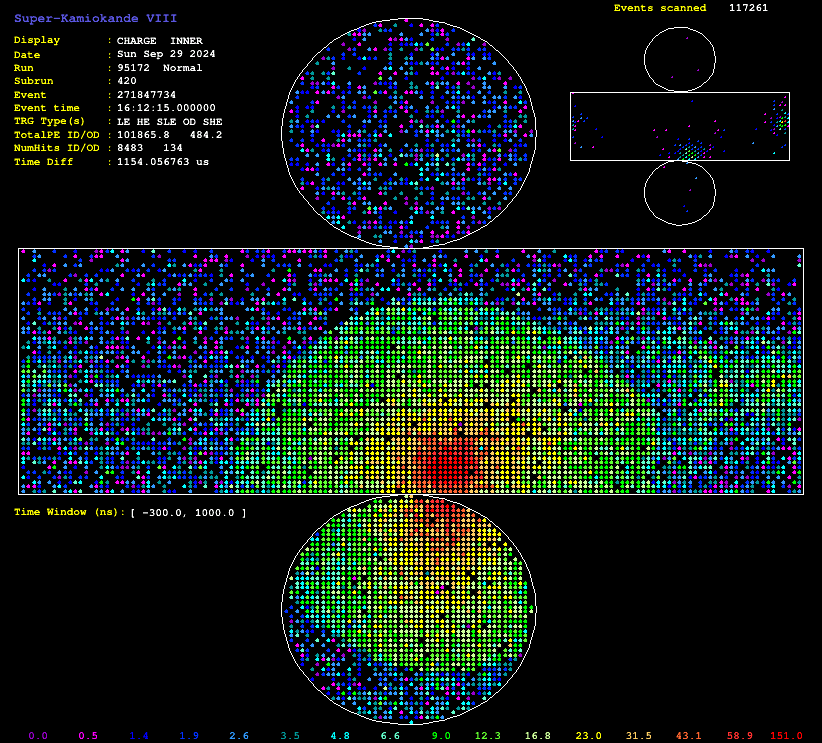 Super-Kamiokande VIII
Events scanned 117261
Display : CHARGE INNER
Date : Sun Sep 29 2024
Run : 95172 Normal
Subrun : 420
Event : 271847734
Event time : 16:12:15.000000
TRG Type(s) : LE HE SLE OD SHE
TotalPE ID/OD : 101865.8 484.2
NumHits ID/OD : 8483 134
Time Diff : 1154.056763 us
Time Window (ns): [ -300.0, 1000.0 ]
0.0 0.5 1.4 1.9 2.6 3.5 4.8 6.6 9.0 12.3 16.8 23.0 31.5 43.1 58.9 151.0